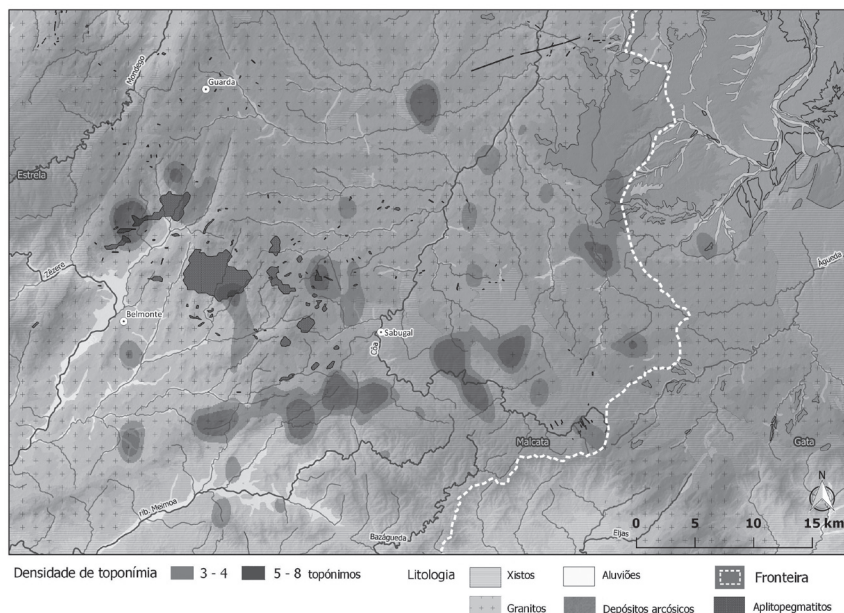 Mondego
Guarda
Estrela
Zêzere
Belmonte
Sabugal
Côa
Águeda
Malcata
Gata
N
rib. Meimoa
Bazágueda
Eljas
0 5 10 15 km
Densidade de toponímia 3 - 4 5 - 8 topónimos Litologia Xistos Aluviões Fronteira
Granitos Depósitos arcósicos Aplitopegmatitos